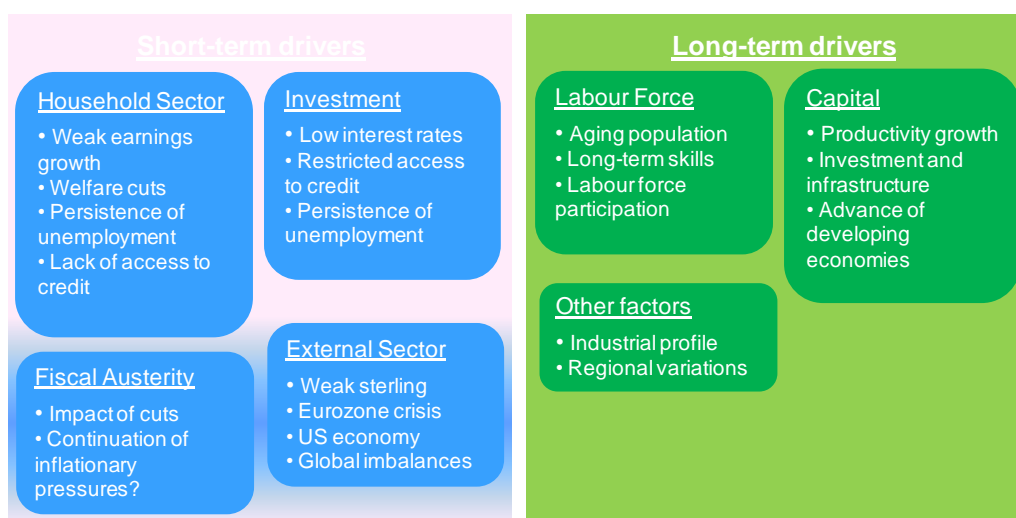 Short-term drivers
Household Sector
• Weak earnings
growth
• Welfare cuts
• Persistence of
unemployment
• Lack of access to
credit
Investment
• Low interest rates
• Restricted access
to credit
• Persistence of
unemployment
Fiscal Austerity
• Impact of cuts
• Continuation of
inflationary
pressures?
External Sector
• Weak sterling
• Eurozone crisis
• US economy
• Global imbalances
Long-term drivers
Labour Force
• Aging population
• Long-term skills
• Labour force
participation
Capital
• Productivity growth
• Investment and
infrastructure
• Advance of
developing
economies
Other factors
• Industrial profile
• Regional variations